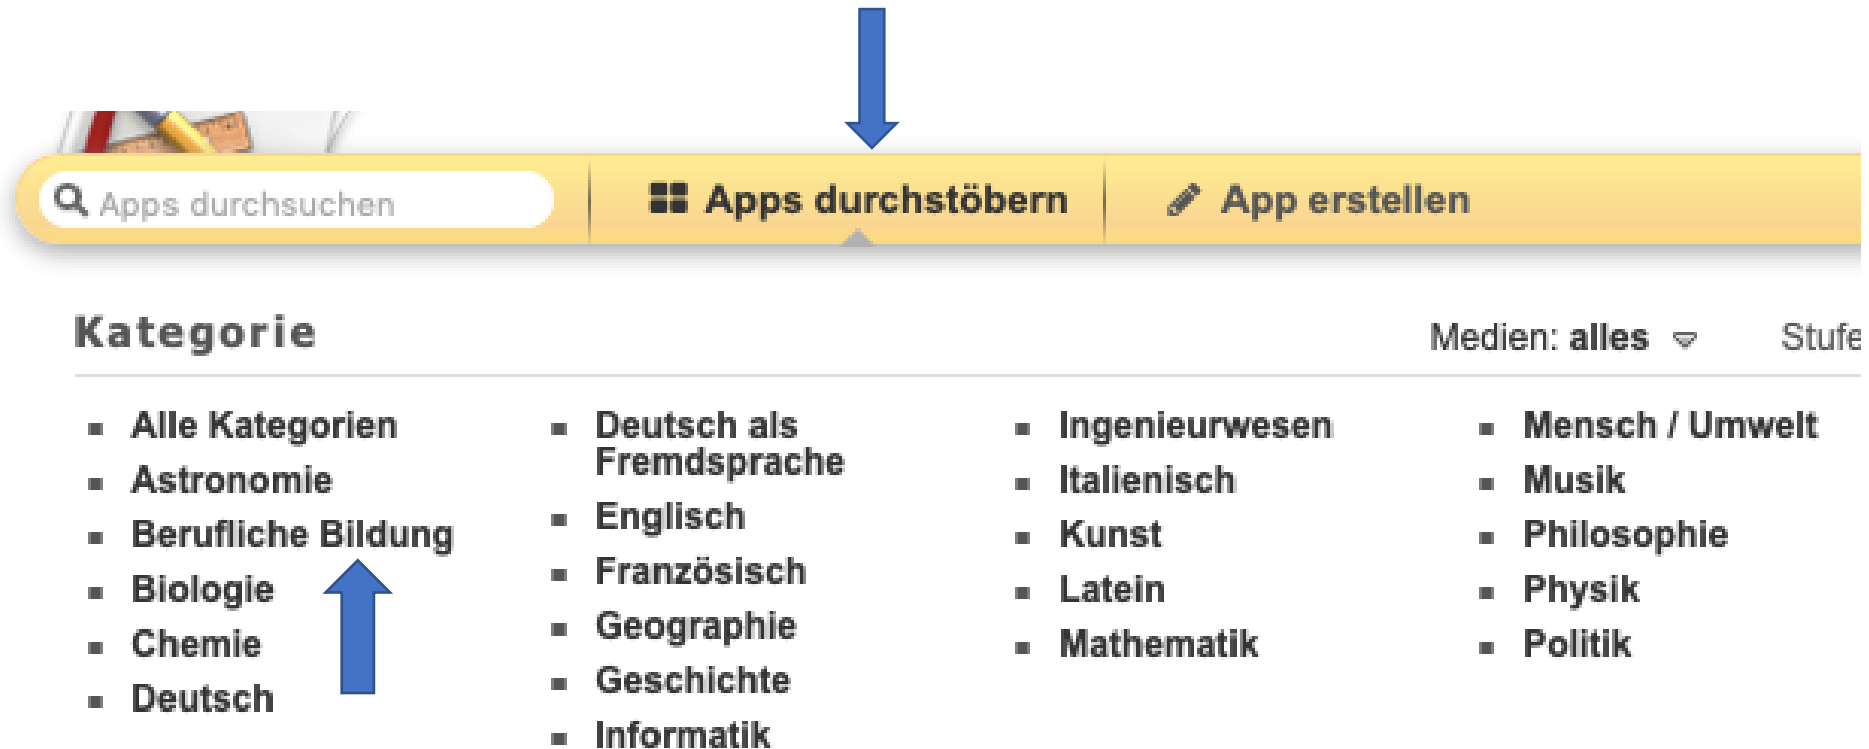 Apps durchsuchen
Apps durchstöbern
App erstellen
Kategorie
Medien: alles
Stufe
Alle Kategorien
Astronomie
Berufliche Bildung
Biologie
Chemie
Deutsch
Deutsch als
Fremdsprache
Englisch
Französisch
Geographie
Geschichte
Informatik
Ingenieurwesen
Italienisch
Kunst
Latein
Mathematik
Mensch / Umwelt
Musik
Philosophie
Physik
Politik